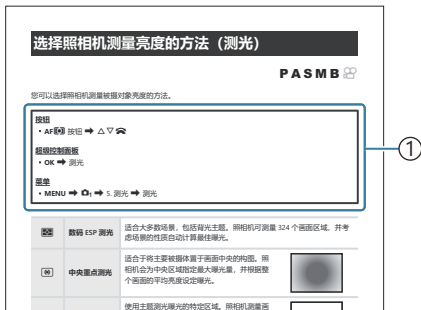 选择照相机测量亮度的方法（测光）
PASMB
您可以选择照相机测量被摄对象亮度的方法。
按钮
• AF 按钮 ➡ △▽
超级控制面板
• OK ➡ 测光
菜单
• MENU ➡ 1 ➡ 5. 测光 ➡ 测光
1
数码 ESP 测光
适合大多数场景，包括背光主题。照相机可测量 324 个画面区域，并考
虑场景的性质自动计算最佳曝光。
中央重点测光
适合于将主要被摄体置于画面中央的构图。照
相机会为中央区域指定最大曝光量，并根据整
个画面的平均亮度设定曝光。
使用主题测光曝光的特定区域。照相机测量画